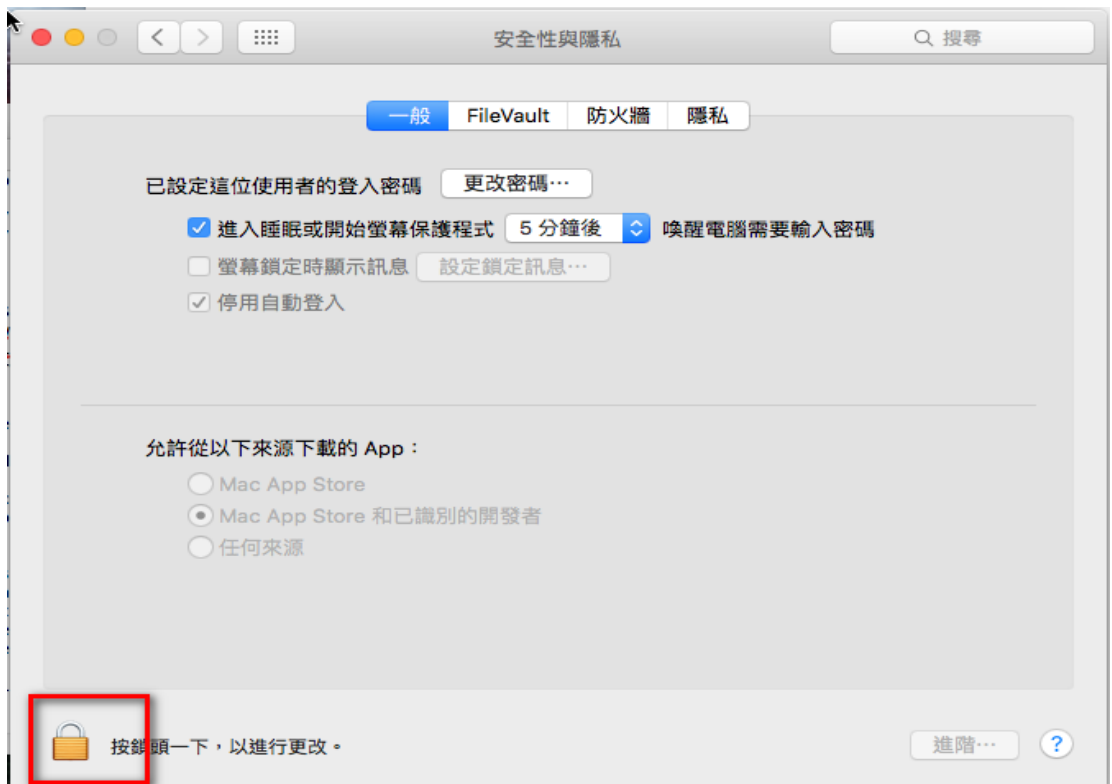 安全性與隱私
搜尋
一般 FileVault 防火牆 隱私
已設定這位使用者的登入密碼 更改密碼⋯
進入睡眠或開始螢幕保護程式 5 分鐘後 喚醒電腦需要輸入密碼
螢幕鎖定時顯示訊息 設定鎖定訊息⋯
停用自動登入
允許從以下來源下載的 App：
Mac App Store
Mac App Store 和已識別的開發者
任何來源
按鎖頭一下，以進行更改。
進階⋯ ?